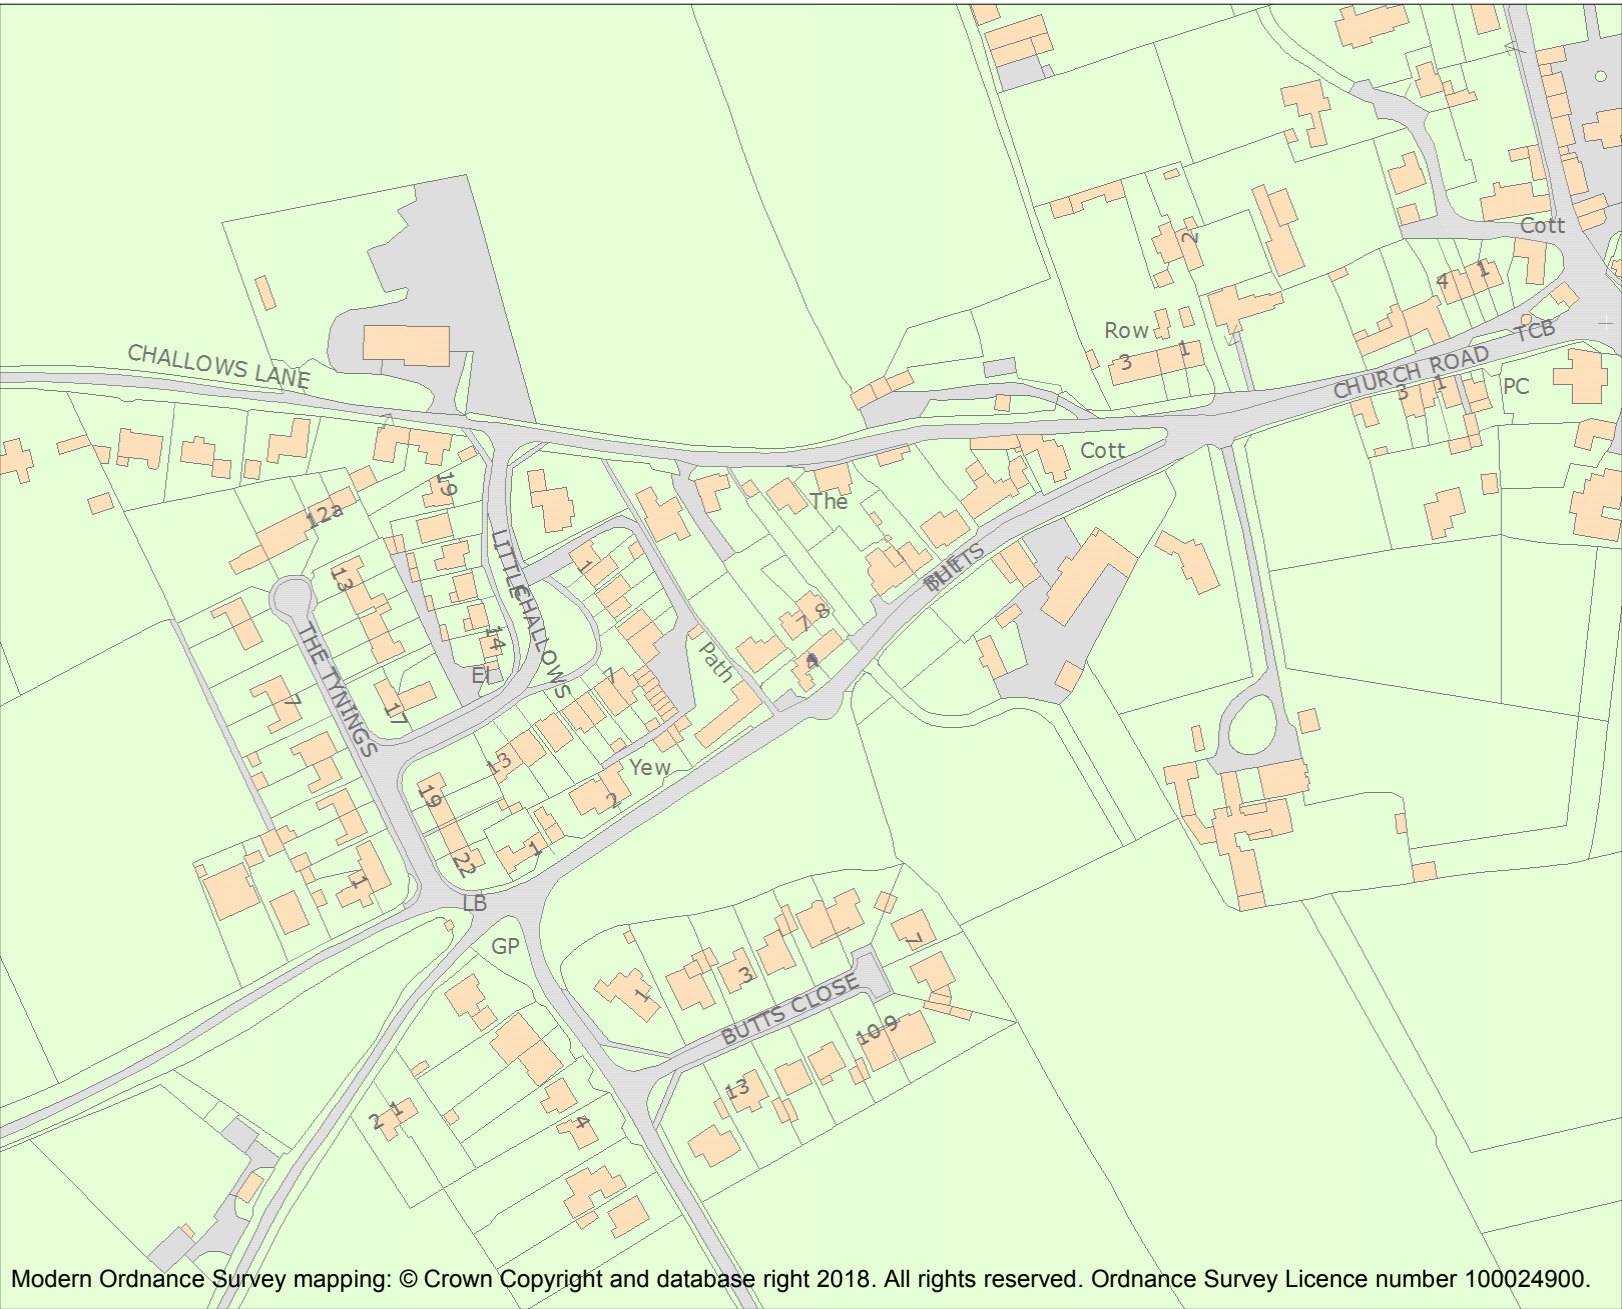 Cott
4
1
2
Row
3
1
TCB
CHALLOWS LANE
CHURCH ROAD
3
1
PC
Cott
19
The
12a
13
LITTLE
CHALLOWS
1
BUTTS
14
7 8
THE TYNINGS
Path
El
7
7
17
13
Yew
19
2
1
22
1
LB
GP
7
3
1
BUTTS CLOSE
10 9
13
2 1
4
Modern Ordnance Survey mapping: © Crown Copyright and database right 2018. All rights reserved. Ordnance Survey Licence number 100024900.